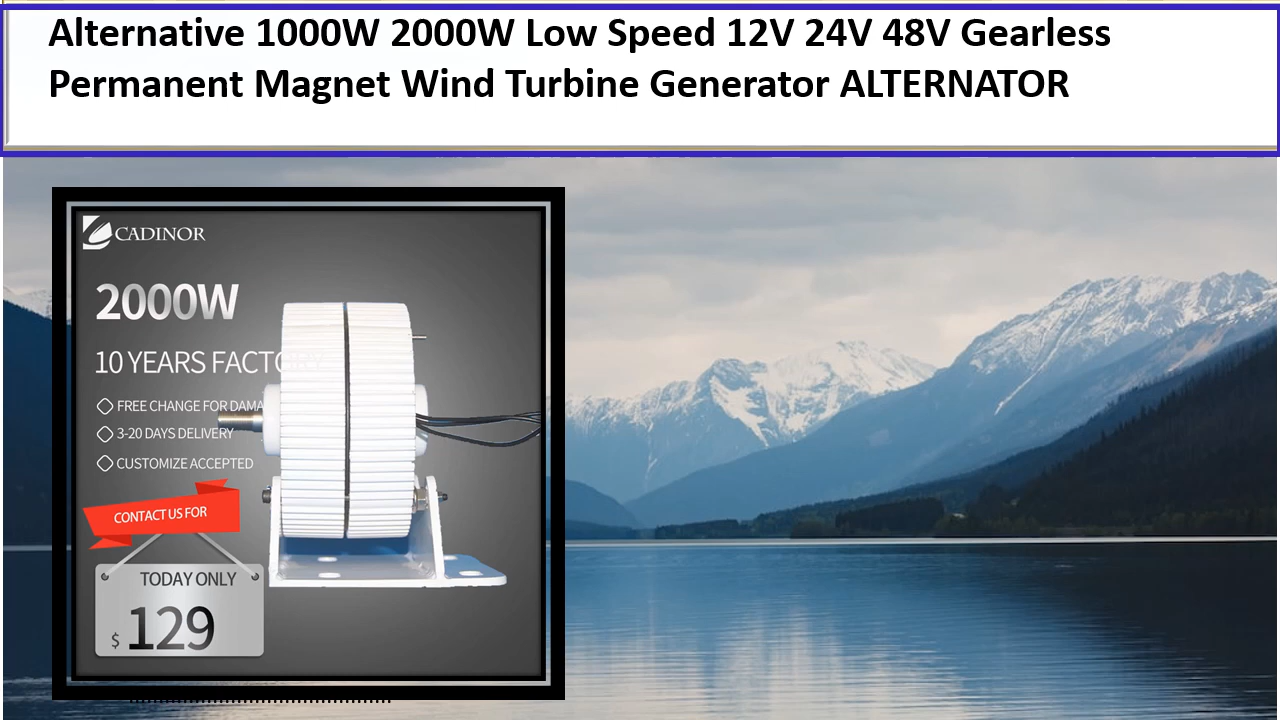 Alternative 1000W 2000W Low Speed 12V 24V 48V Gearless
Permanent Magnet Wind Turbine Generator ALTERNATOR
CADINOR
2000W
10 YEARS FACTORY
FREE CHANGE FOR DAMA
3-20 DAYS DELIVERY
CUSTOMIZE ACCEPTED
CONTACT US FOR
TODAY ONLY
$ 129